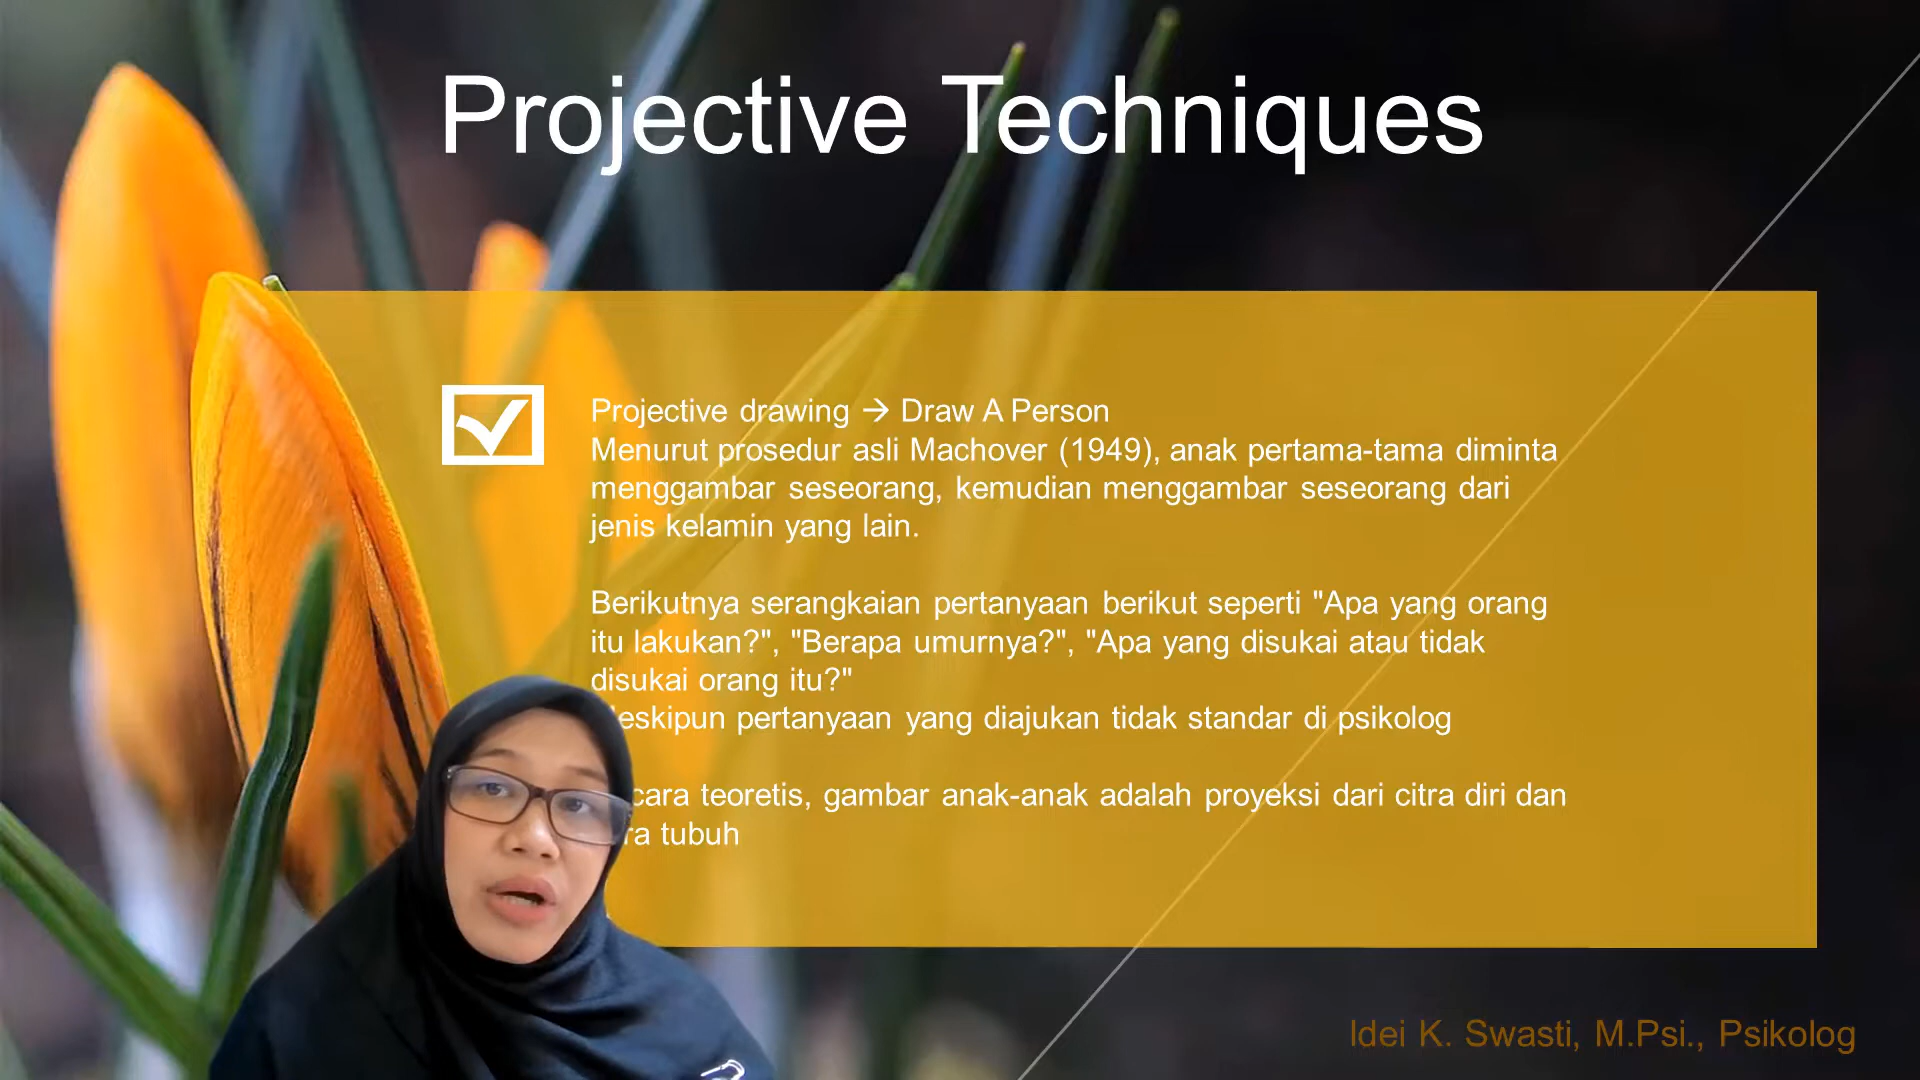 Projective Techniques
Projective drawing → Draw A Person
Menurut prosedur asli Machover (1949), anak pertama-tama diminta
menggambar seseorang, kemudian menggambar seseorang dari
jenis kelamin yang lain.
Berikutnya serangkaian pertanyaan berikut seperti "Apa yang orang
itu lakukan?", "Berapa umurnya?", "Apa yang disukai atau tidak
disukai orang itu?"
pertanyaan yang diajukan tidak standar di psikolog
teoretis, gambar anak-anak adalah proyeksi dari citra diri dan
tubuh
Idei K. Swasti, M.Psi., Psikolog